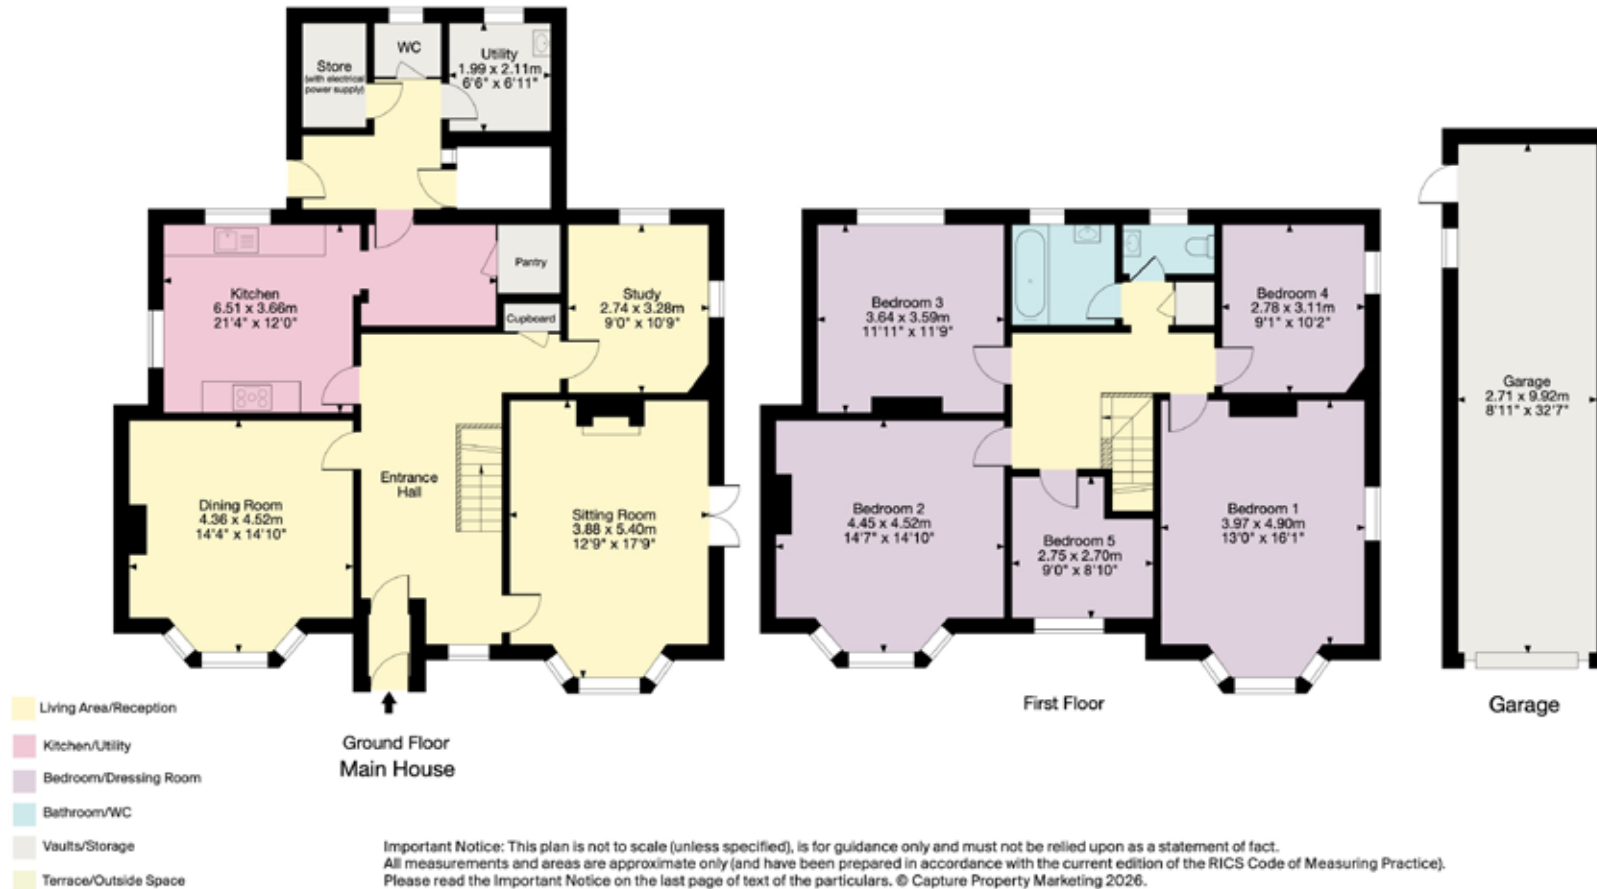 Store
(with electrical
power supply)
WC
Utility
1.99 x 2.11m
6'6" x 6'11"
Kitchen
6.51 x 3.66m
21'4" x 12'0"
Pantry
Cupboard
Study
2.74 x 3.28m
9'0" x 10'9"
Dining Room
4.36 x 4.52m
14'4" x 14'10"
Entrance
Hall
Sitting Room
3.88 x 5.40m
12'9" x 17'9"
Ground Floor
Main House
Bedroom 3
3.64 x 3.59m
11'11" x 11'9"
Bedroom 4
2.78 x 3.11m
9'1" x 10'2"
Bedroom 2
4.45 x 4.52m
14'7" x 14'10"
Bedroom 5
2.75 x 2.70m
9'0" x 8'10"
Bedroom 1
3.97 x 4.90m
13'0" x 16'1"
First Floor
Garage
2.71 x 9.92m
8'11" x 32'7"
Garage
Living Area/Reception
Kitchen/Utility
Bedroom/Dressing Room
Bathroom/WC
Vaults/Storage
Terrace/Outside Space
Important Notice: This plan is not to scale (unless specified), is for guidance only and must not be relied upon as a statement of fact.
All measurements and areas are approximate only (and have been prepared in accordance with the current edition of the RICS Code of Measuring Practice).
Please read the Important Notice on the last page of text of the particulars. © Capture Property Marketing 2026.